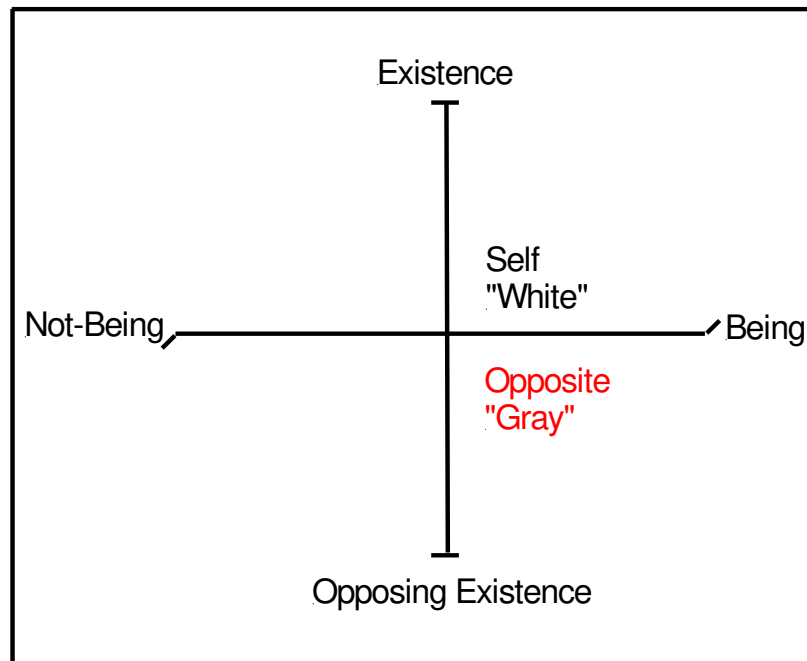 Existence
Self
"White"
Not-Being
Being
Opposite
"Gray"
Opposing Existence